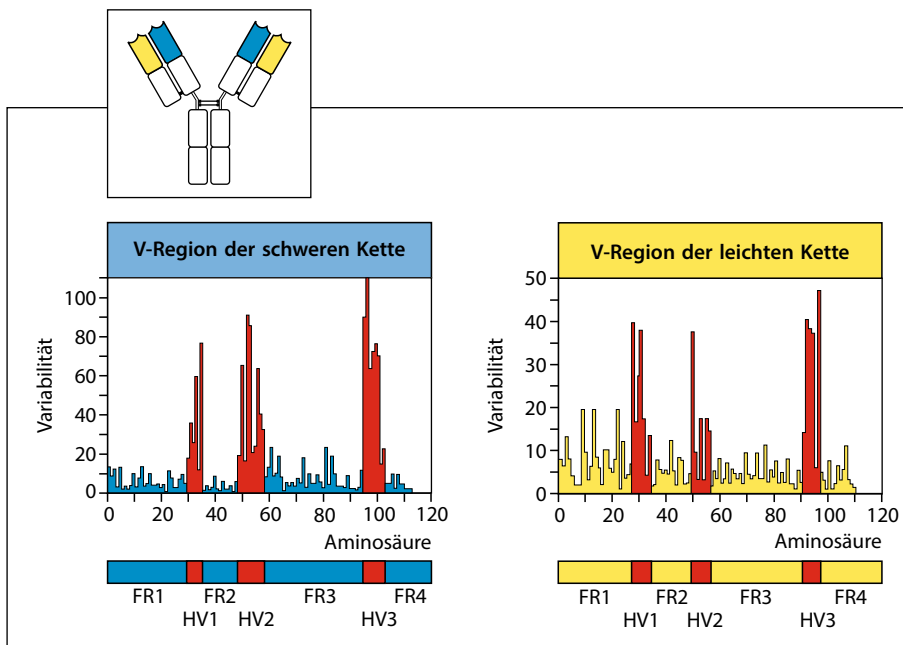 V-Region der schweren Kette
Variabilität
100
80
60
40
20
0
0 20 40 60 80 100 120
Aminosäure
FR1 FR2 FR3 FR4
HV1 HV2 HV3
V-Region der leichten Kette
Variabilität
50
40
30
20
10
0
0 20 40 60 80 100 120
Aminosäure
FR1 FR2 FR3 FR4
HV1 HV2 HV3